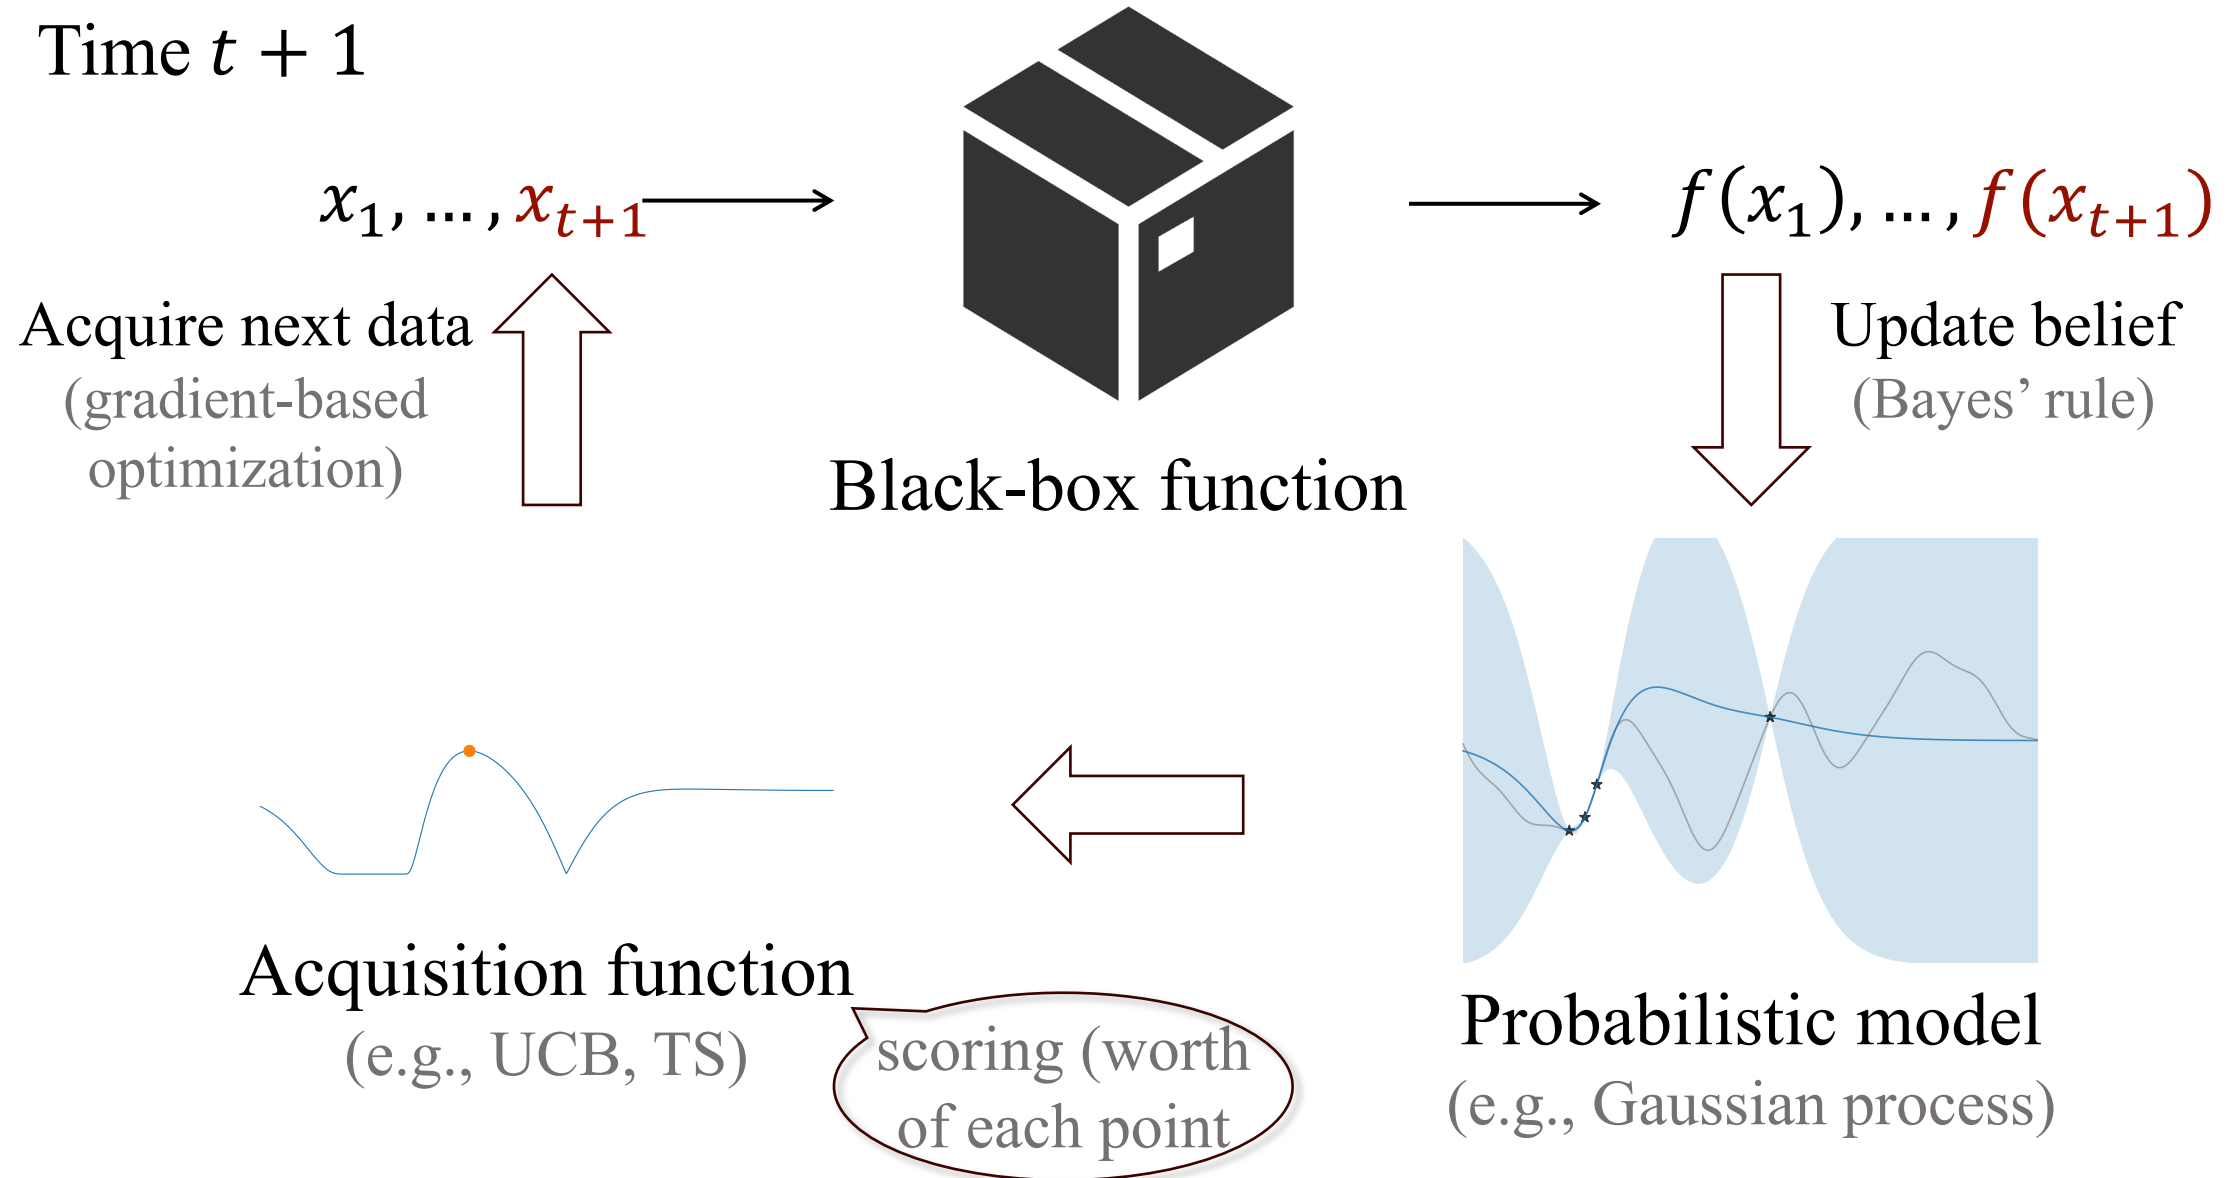 Time t + 1
x₁, … , xₜ₊₁
f(x₁), … , f(xₜ₊₁)
Acquire next data
(gradient-based
optimization)
Black-box function
Update belief
(Bayes’ rule)
Acquisition function
(e.g., UCB, TS)
scoring (worth
of each point
Probabilistic model
(e.g., Gaussian process)